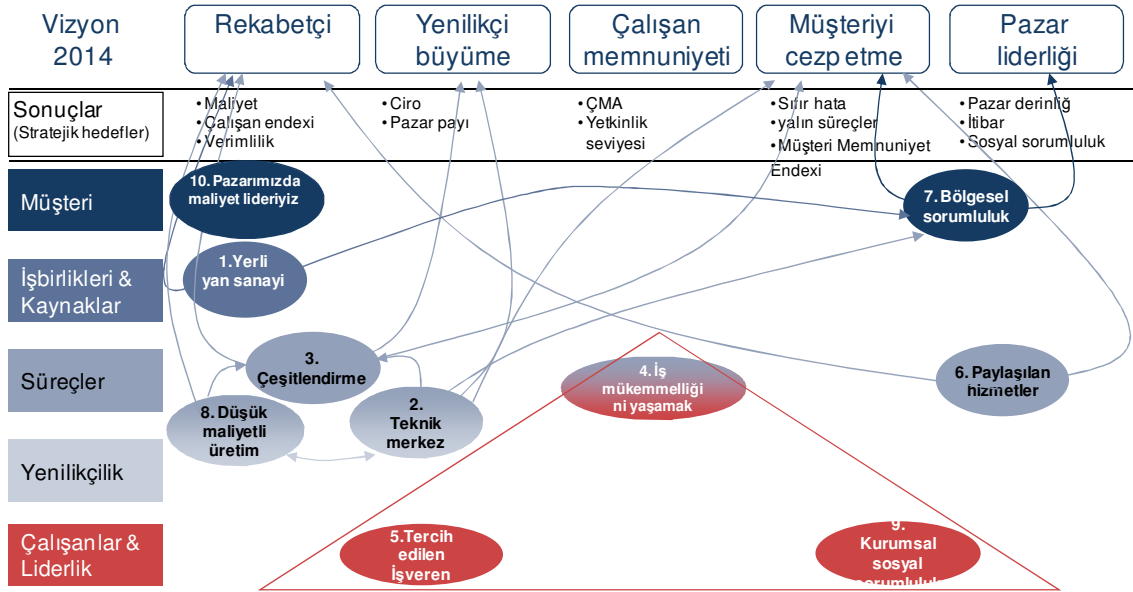 Vizyon
2014
Rekabetçi
Yenilikçi
büyüme
Çalışan
memnuniyeti
Müşteriyi
cezp etme
Pazar
liderliği
Sonuçlar
(Stratejik hedefler)
• Maliyet
• Çalışan endexi
• Verimlilik
• Ciro
• Pazar payı
• ÇMA
• Yetkinlik
seviyesi
• Sıfır hata
• yalın süreçler
• Müşteri Memnuniyet
Endexi
• Pazar derinliğ
• İtibar
• Sosyal sorumluluk
Müşteri
10. Pazarımızda
maliyet lideriyiz
7. Bölgesel
sorumluluk
İşbirlikleri &
Kaynaklar
1.Yerli
yan sanayi
Süreçler
3.
Çeşitlendirme
4. İş
mükemmelliği
ni yaşamak
6. Paylaşılan
hizmetler
8. Düşük
maliyetli
üretim
2.
Teknik
merkez
Yenilikçilik
Çalışanlar &
Liderlik
5.Tercih
edilen
İşveren
9.
Kurumsal
sosyal
sorumluluk